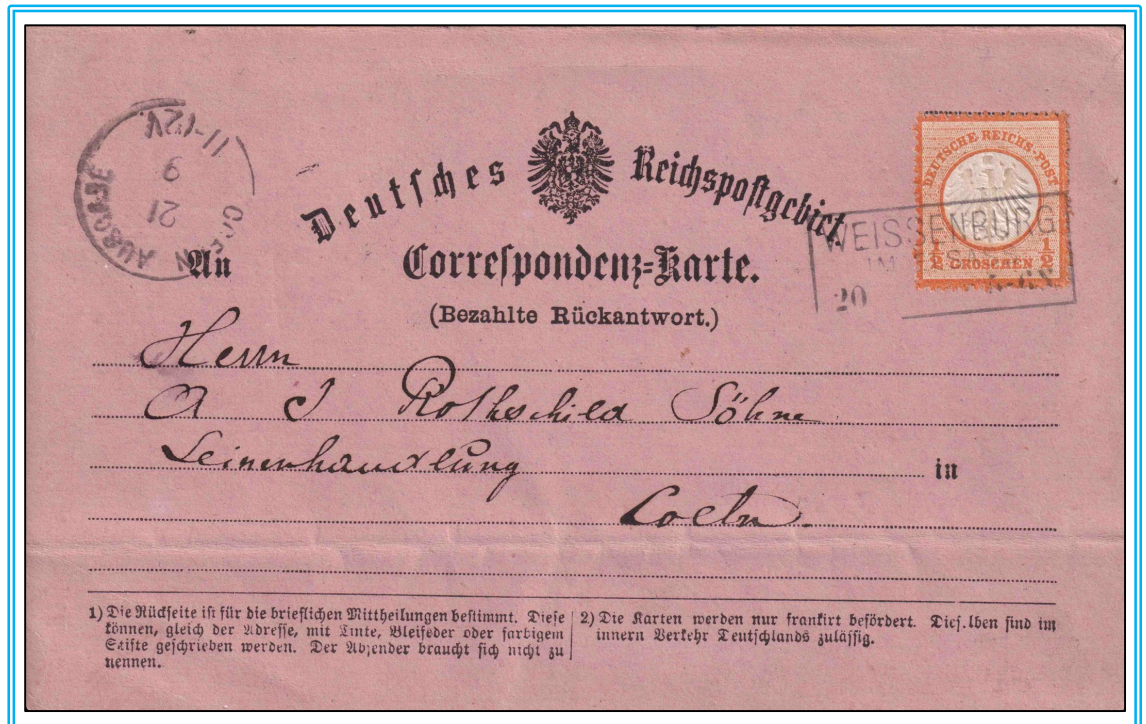 Deutsches Reichspostgebiet.
Correspondenz-Karte.
(Bezahlte Rückantwort.)
DEUTSCHE REICHS-POST
1/2 GROSCHEN 1/2
WEISSENBURG
IM
20
AUSGABE
21
9
11-12V.
An
Herrn
A J Rothschild Söhne
Leinenhandlung
in
Coeln.
1) Die Rückseite ist für die brieflichen Mittheilungen bestimmt. Diese
können, gleich der Adresse, mit Tinte, Bleifeder oder farbigem
Stifte geschrieben werden. Der Absender braucht sich nicht zu
nennen.
2) Die Karten werden nur frankirt befördert. Dieselben sind im
innern Verkehr Deutschlands zulässig.